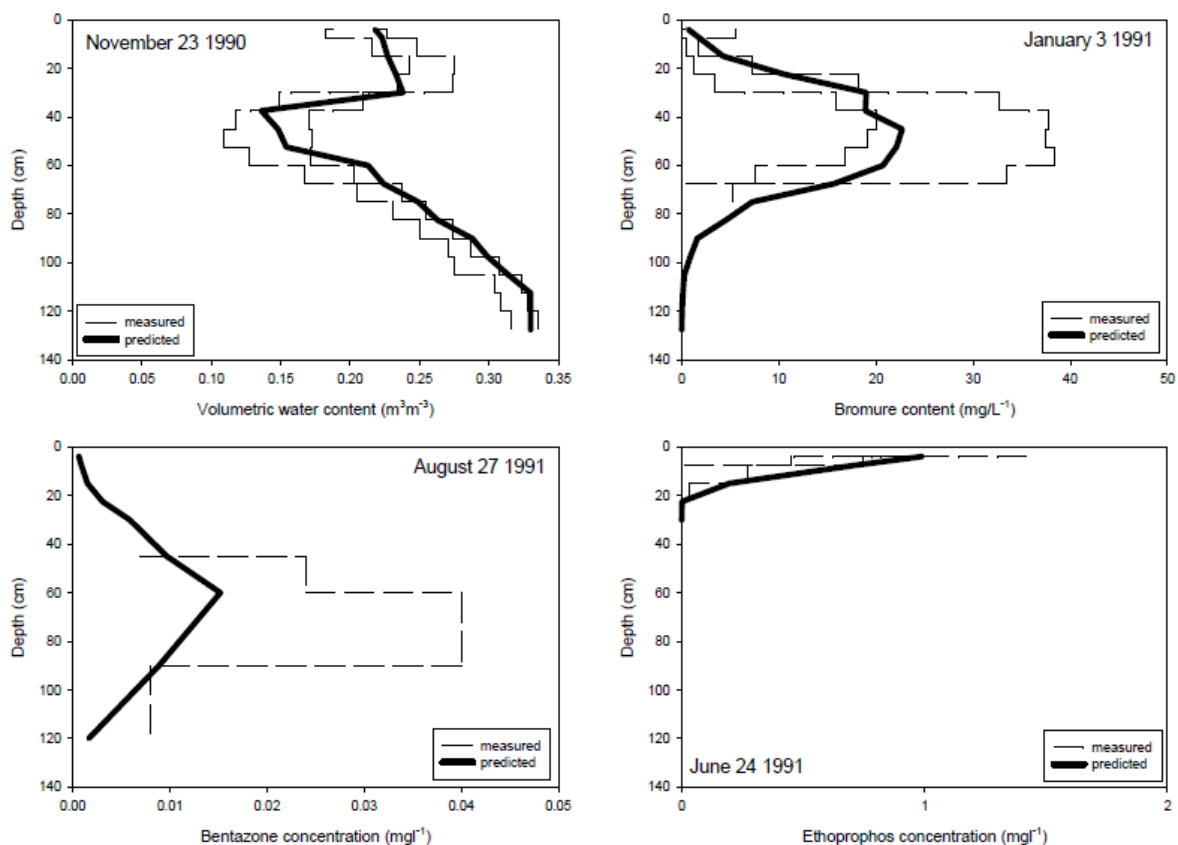 November 23 1990
0
20
40
60
80
100
120
140
Depth (cm)
measured
predicted
0.00 0.05 0.10 0.15 0.20 0.25 0.30 0.35
Volumetric water content (m³m⁻³)
January 3 1991
0
20
40
60
80
100
120
140
Depth (cm)
measured
predicted
0 10 20 30 40 50
Bromure content (mg/L⁻¹)
August 27 1991
0
20
40
60
80
100
120
140
Depth (cm)
measured
predicted
0.00 0.01 0.02 0.03 0.04 0.05
Bentazone concentration (mgl⁻¹)
0
20
40
60
80
100
120
140
Depth (cm)
measured
predicted
June 24 1991
0 1 2
Ethoprophos concentration (mgl⁻¹)